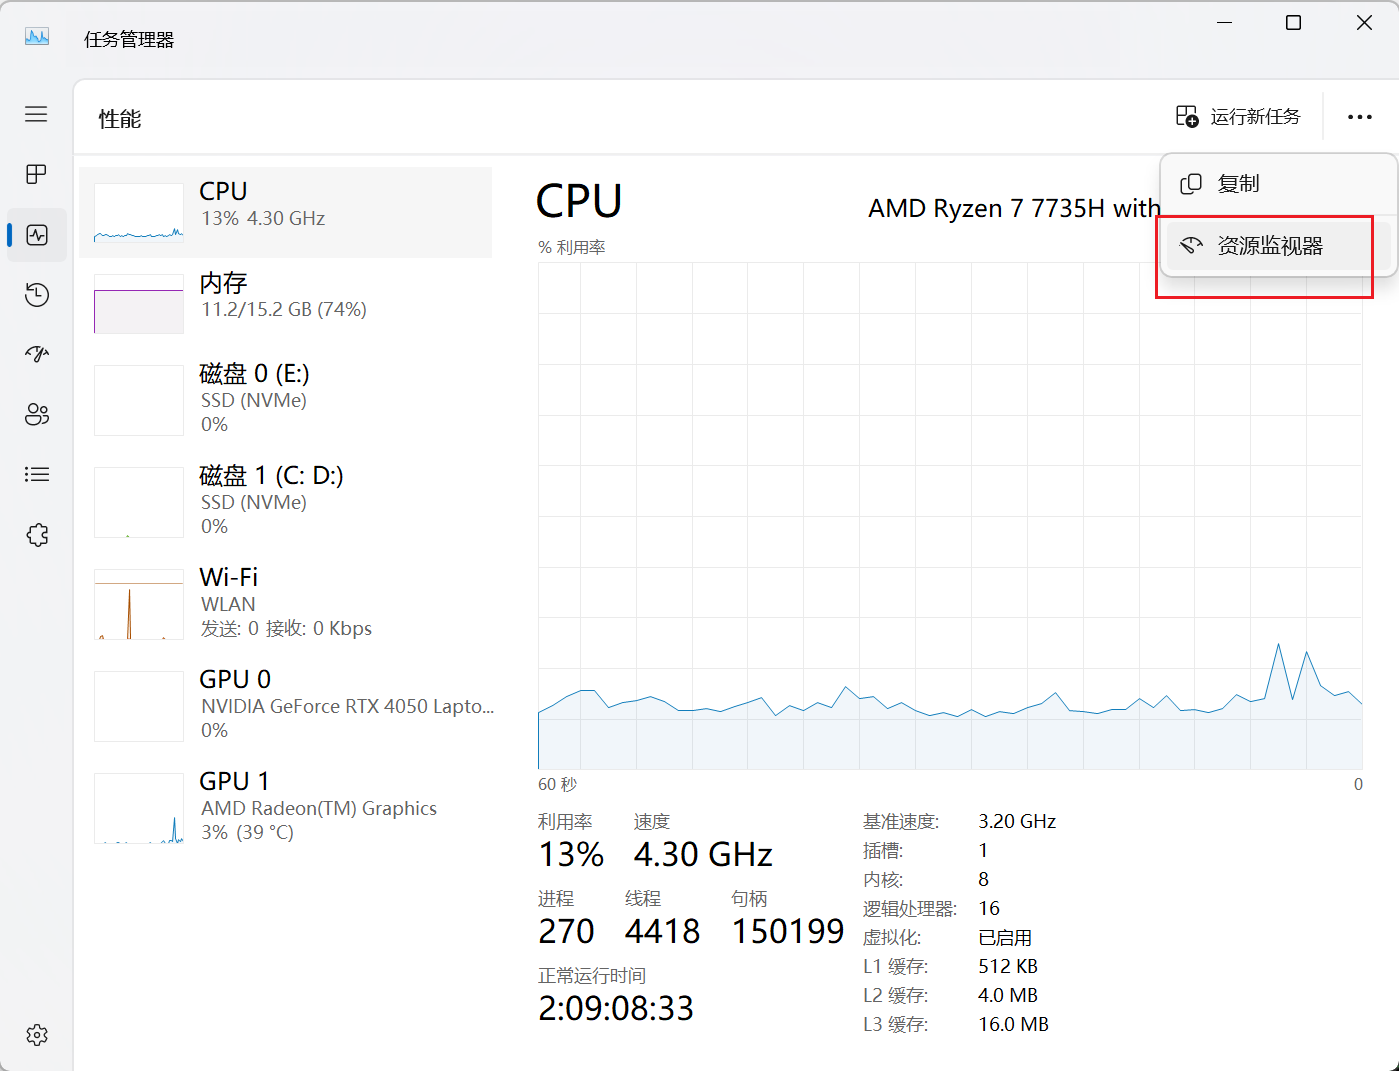 任务管理器
性能
运行新任务
复制
资源监视器
CPU
13% 4.30 GHz
内存
11.2/15.2 GB (74%)
磁盘 0 (E:)
SSD (NVMe)
0%
磁盘 1 (C: D:)
SSD (NVMe)
0%
Wi-Fi
WLAN
发送: 0 接收: 0 Kbps
GPU 0
NVIDIA GeForce RTX 4050 Lapto...
0%
GPU 1
AMD Radeon(TM) Graphics
3% (39 °C)
CPU
AMD Ryzen 7 7735H with
% 利用率
60 秒
0
利用率 速度
13% 4.30 GHz
进程 线程 句柄
270 4418 150199
正常运行时间
2:09:08:33
基准速度: 3.20 GHz
插槽: 1
内核: 8
逻辑处理器: 16
虚拟化: 已启用
L1 缓存: 512 KB
L2 缓存: 4.0 MB
L3 缓存: 16.0 MB